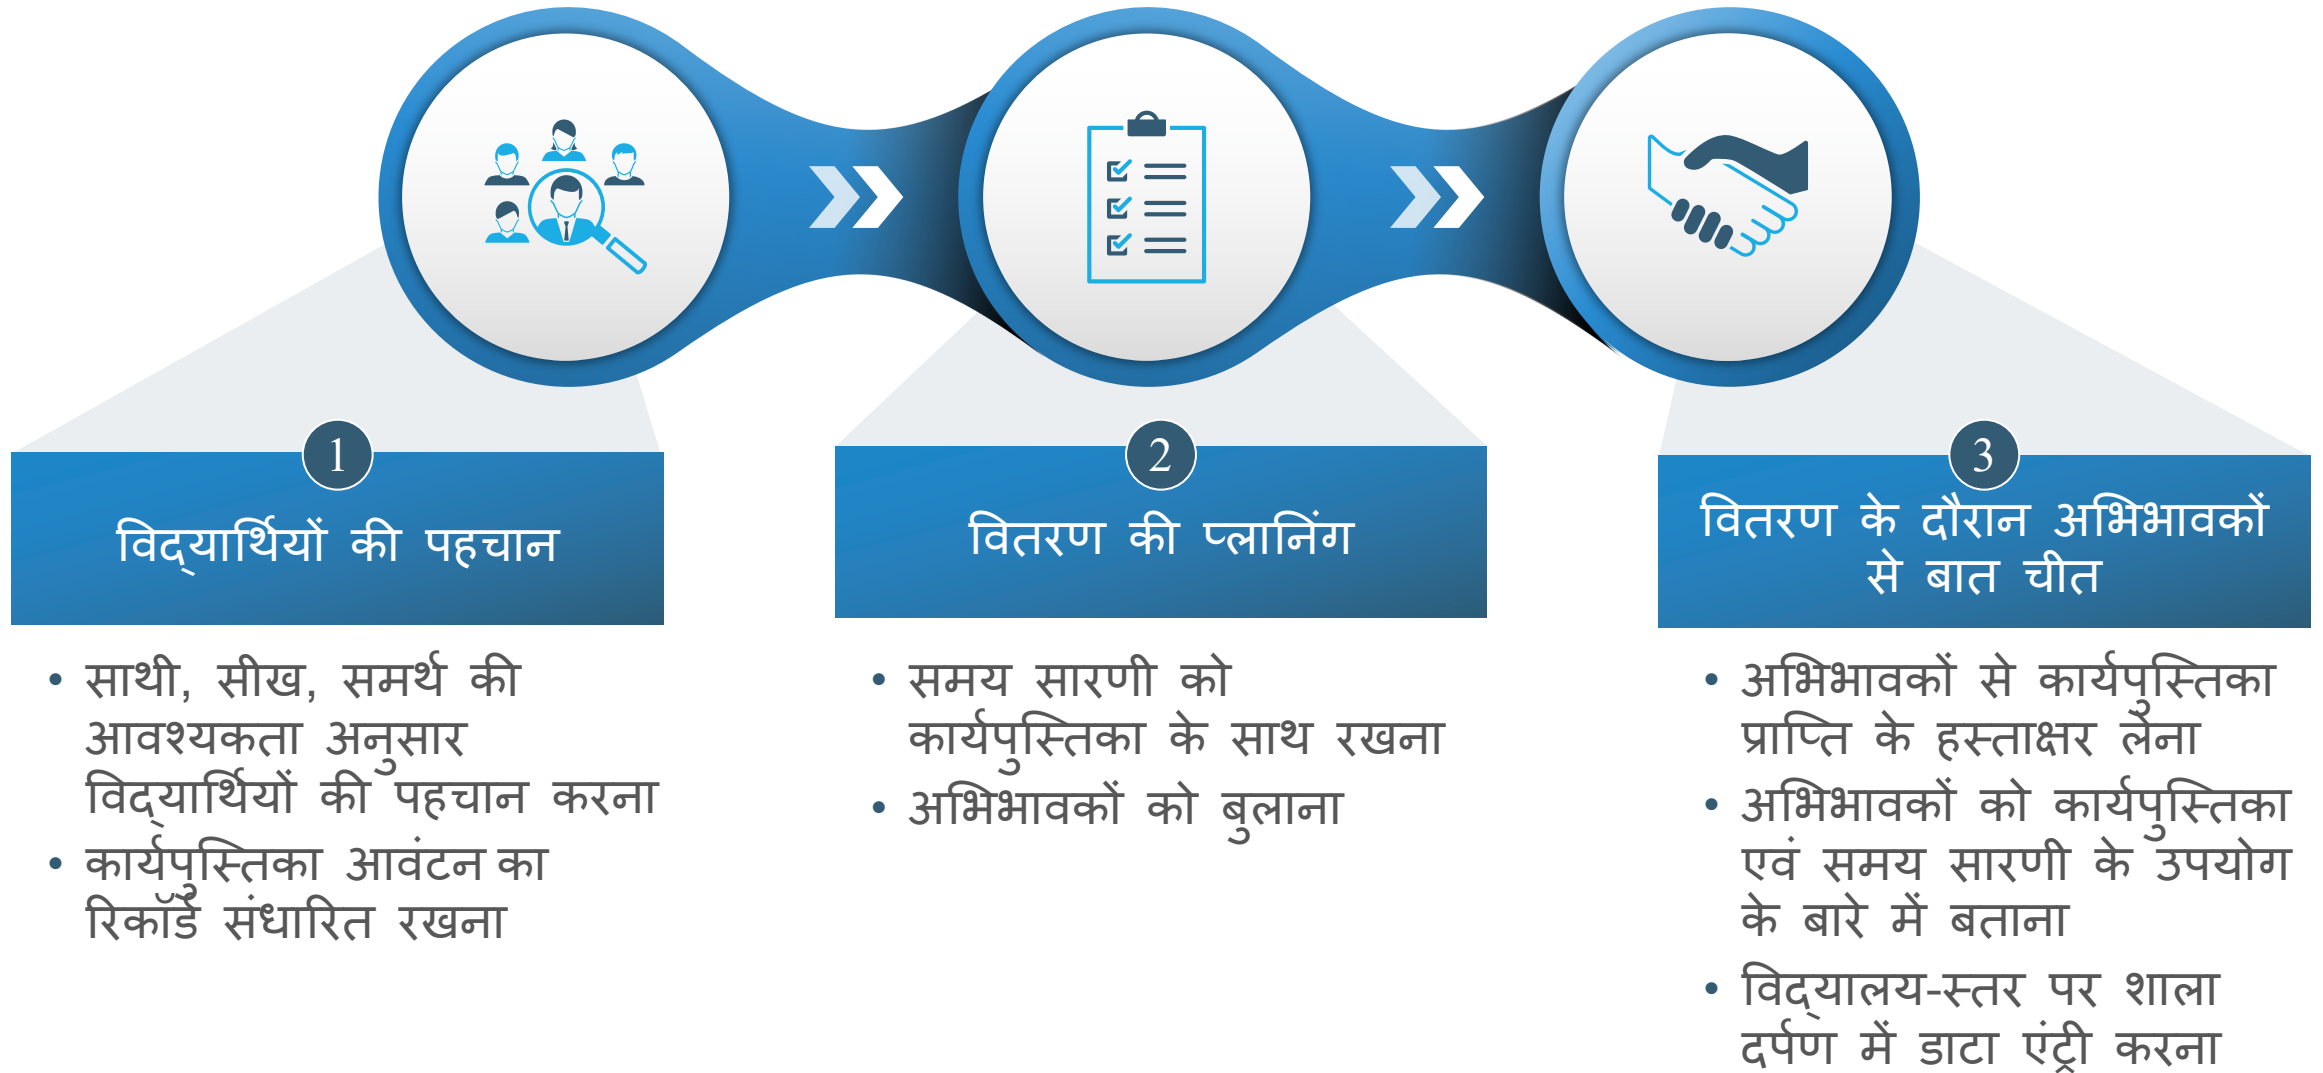 1
विद्यार्थियों की पहचान
• साथी, सीख, समर्थ की
आवश्यकता अनुसार
विद्यार्थियों की पहचान करना
• कार्यपुस्तिका आवंटन का
रिकॉर्ड संधारित रखना
2
वितरण की प्लानिंग
• समय सारणी को
कार्यपुस्तिका के साथ रखना
• अभिभावकों को बुलाना
3
वितरण के दौरान अभिभावकों
से बात चीत
• अभिभावकों से कार्यपुस्तिका
प्राप्ति के हस्ताक्षर लेना
• अभिभावकों को कार्यपुस्तिका
एवं समय सारणी के उपयोग
के बारे में बताना
• विद्यालय-स्तर पर शाला
दर्पण में डाटा एंट्री करना